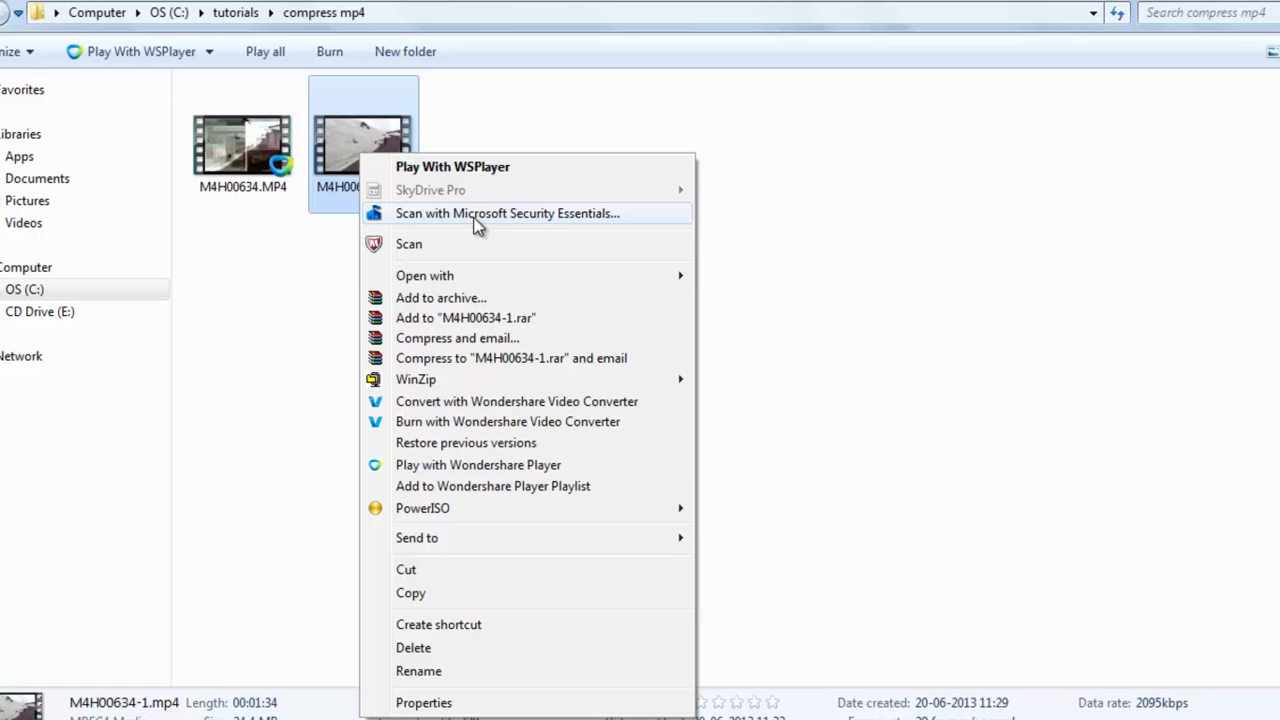 Computer OS (C:) tutorials compress mp4 Search compress mp4
nize Play With WSPlayer Play all Burn New folder
avorites
ibraries
Apps
Documents
Pictures
Videos
omputer
OS (C:)
CD Drive (E:)
etwork
M4H00634.MP4
M4H006
Play With WSPlayer
SkyDrive Pro
Scan with Microsoft Security Essentials...
Scan
Open with
Add to archive...
Add to "M4H00634-1.rar"
Compress and email...
Compress to "M4H00634-1.rar" and email
WinZip
Convert with Wondershare Video Converter
Burn with Wondershare Video Converter
Restore previous versions
Play with Wondershare Player
Add to Wondershare Player Playlist
PowerISO
Send to
Cut
Copy
Create shortcut
Delete
Rename
Properties
M4H00634-1.mp4 Length: 00:01:34 Date created: 20-06-2013 11:29 Data rate: 2095kbps